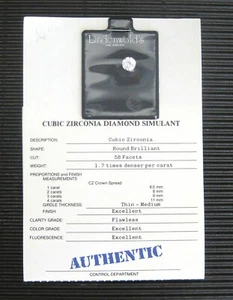 CUBIC ZIRCONIA DIAMOND SIMULANT
DESCRIPTION: Cubic Zirconia
SHAPE: Round Brilliant
CUT: 58 Facets
WEIGHT: 1.7 times denser per carat
PROPORTIONS and FINISH
MEASUREMENTS CZ Crown Spread:
1 carat 6.5 mm
2 carats 8 mm
3 carats 9 mm
4 carats 11 mm
GIRDLE THICKNESS Thin - Medium
FINISH Excellent
CLARITY GRADE Flawless
COLOR GRADE Excellent
FLUORESCENCE Excellent
AUTHENTIC
CONTROL DEPARTMENT